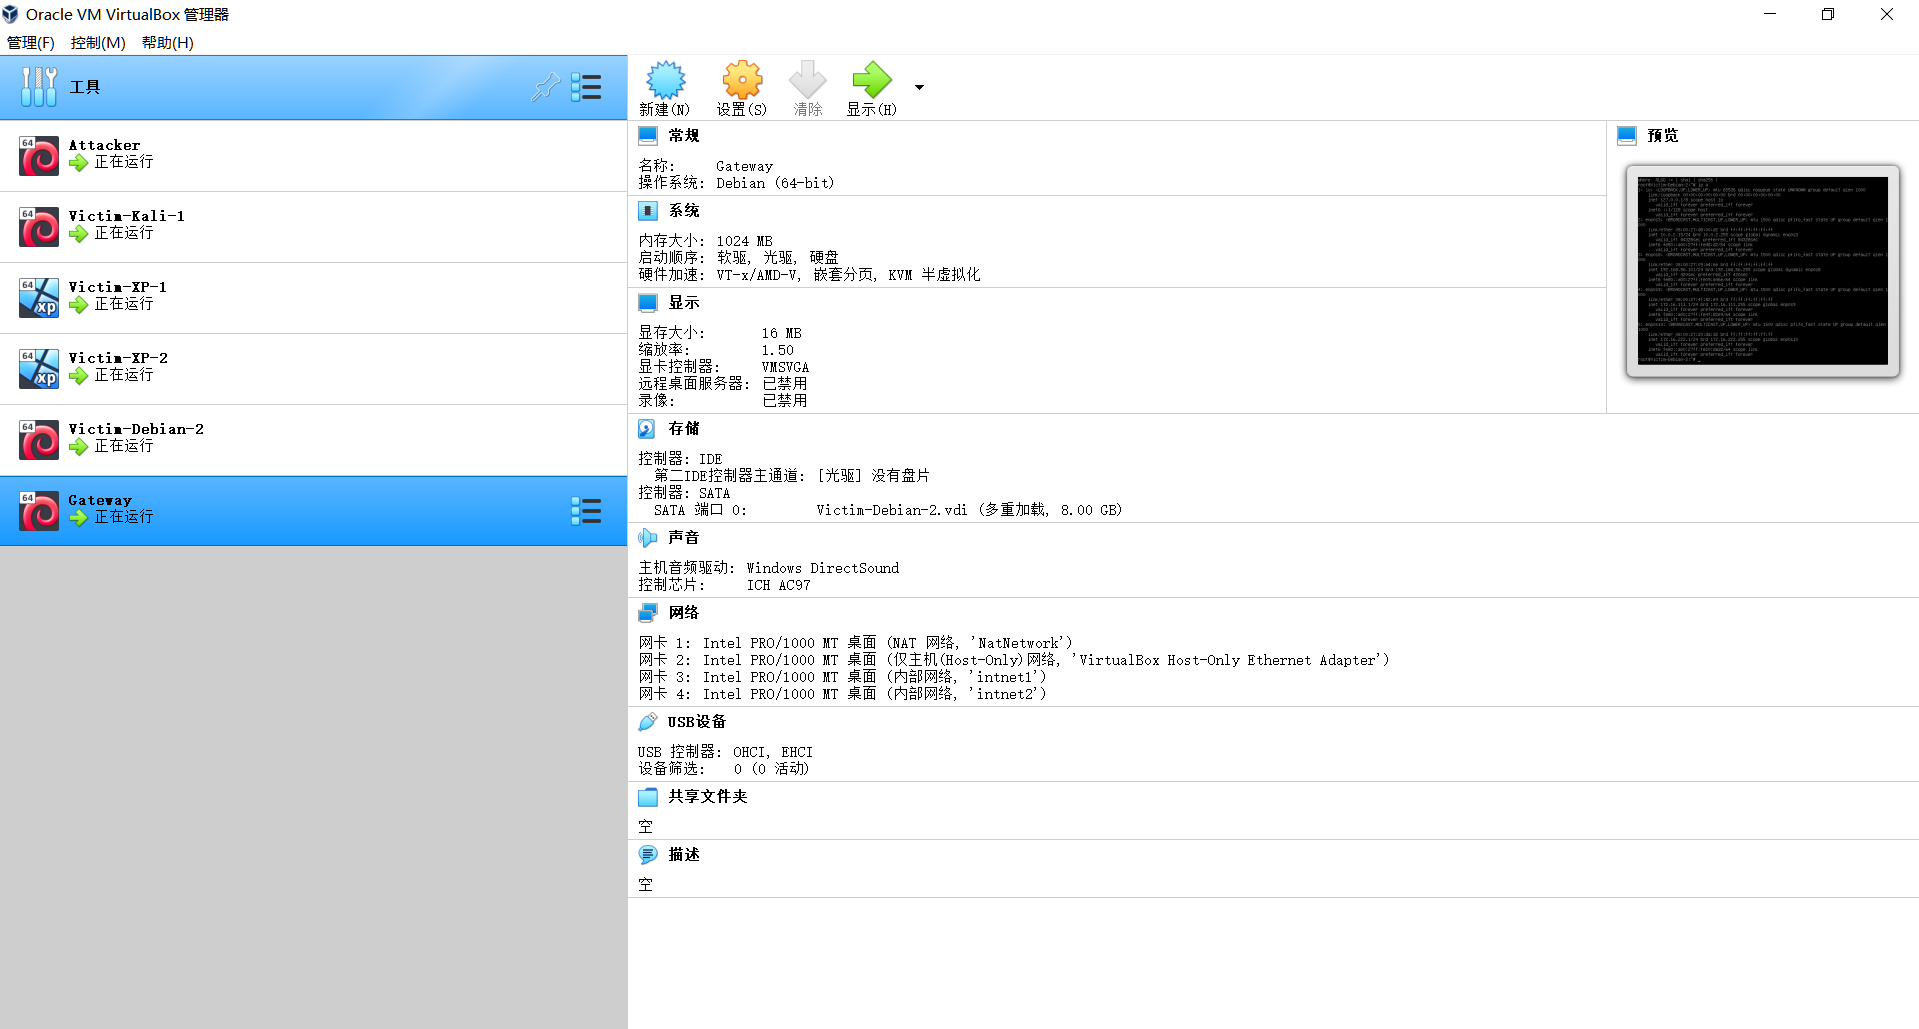 Oracle VM VirtualBox 管理器
管理(F) 控制(M) 帮助(H)
工具
Attacker
正在运行
Victim-Kali-1
正在运行
Victim-XP-1
正在运行
Victim-XP-2
正在运行
Victim-Debian-2
正在运行
Gateway
正在运行
新建(N) 设置(S) 清除 显示(H)
常规
名称: Gateway
操作系统: Debian (64-bit)
系统
内存大小: 1024 MB
启动顺序: 软驱, 光驱, 硬盘
硬件加速: VT-x/AMD-V, 嵌套分页, KVM 半虚拟化
显示
显存大小: 16 MB
缩放率: 1.50
显卡控制器: VMSVGA
远程桌面服务器: 已禁用
录像: 已禁用
预览
存储
控制器: IDE
第二IDE控制器主通道: [光驱] 没有盘片
控制器: SATA
SATA 端口 0: Victim-Debian-2.vdi (多重加载, 8.00 GB)
声音
主机音频驱动: Windows DirectSound
控制芯片: ICH AC97
网络
网卡 1: Intel PRO/1000 MT 桌面 (NAT 网络, 'NatNetwork')
网卡 2: Intel PRO/1000 MT 桌面 (仅主机(Host-Only)网络, 'VirtualBox Host-Only Ethernet Adapter')
网卡 3: Intel PRO/1000 MT 桌面 (内部网络, 'intnet1')
网卡 4: Intel PRO/1000 MT 桌面 (内部网络, 'intnet2')
USB设备
USB 控制器: OHCI, EHCI
设备筛选: 0 (0 活动)
共享文件夹
空
描述
空